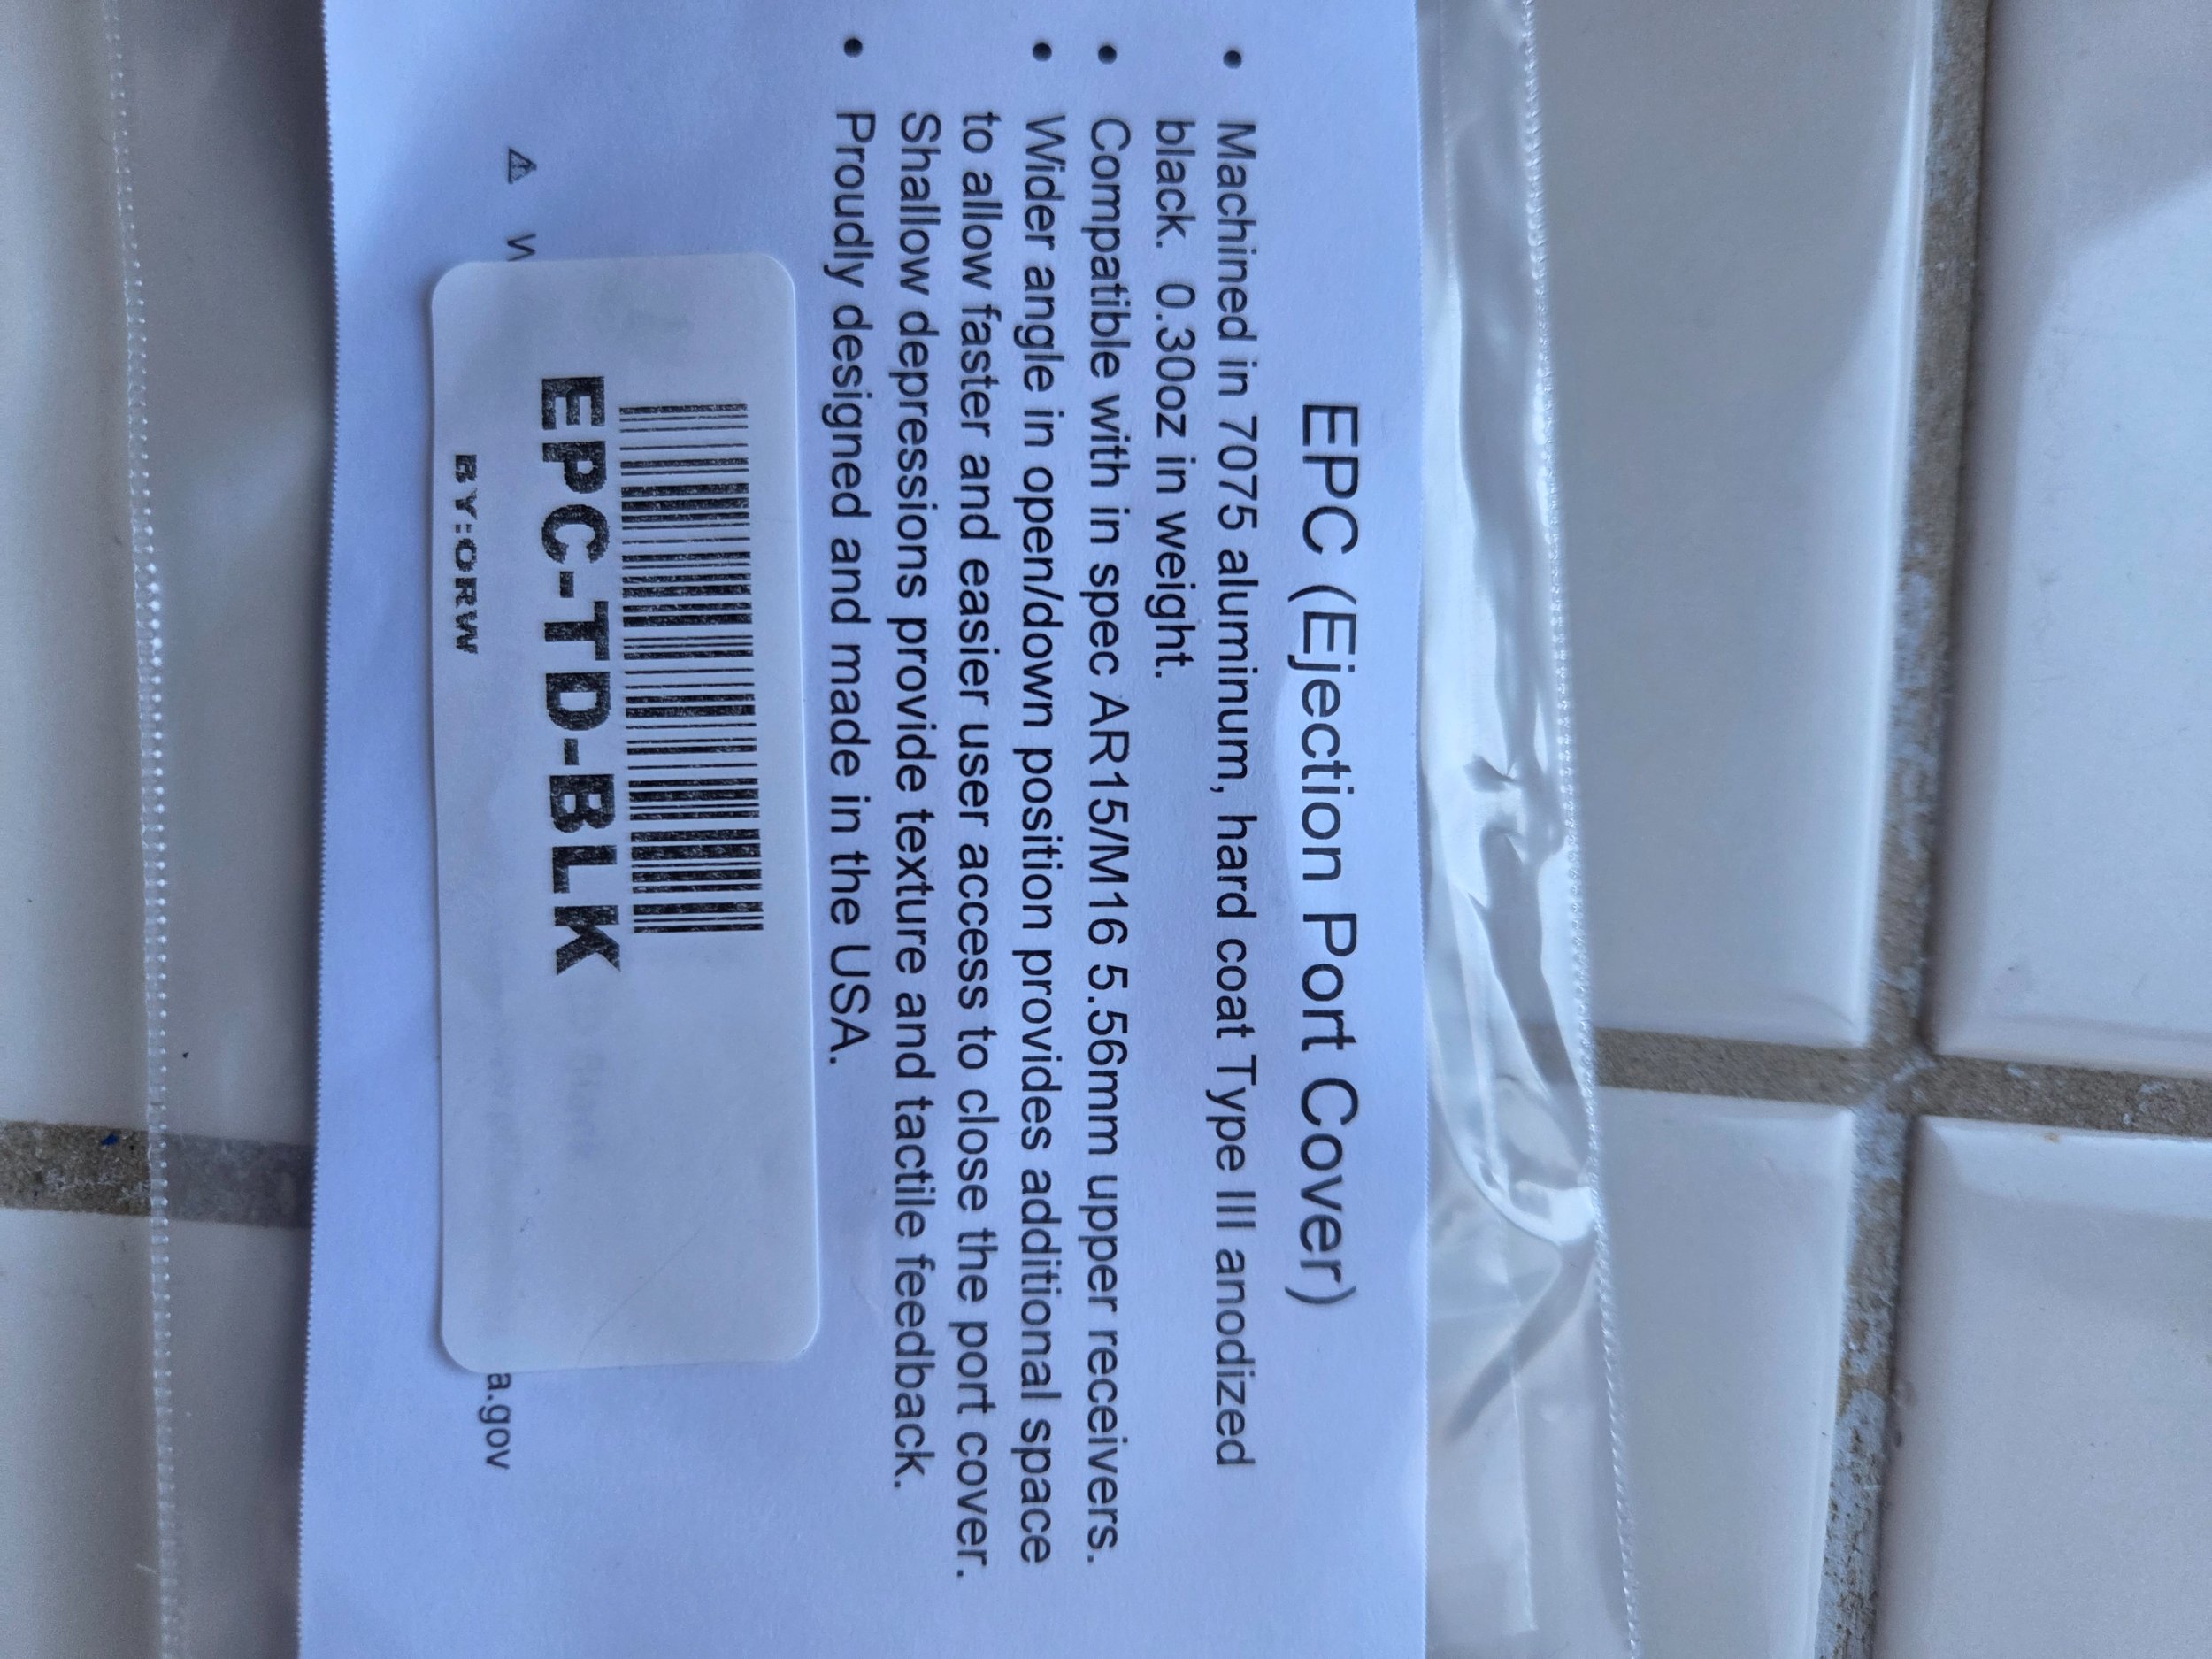 EPC (Ejection Port Cover)
• Machined in 7075 aluminum, hard coat Type III anodized
black. 0.30oz in weight.
• Compatible with in spec AR15/M16 5.56mm upper receivers.
• Wider angle in open/down position provides additional space
to allow faster and easier user access to close the port cover.
Shallow depressions provide texture and tactile feedback.
• Proudly designed and made in the USA.
EPC-TD-BLK
BY:ORW
a.gov